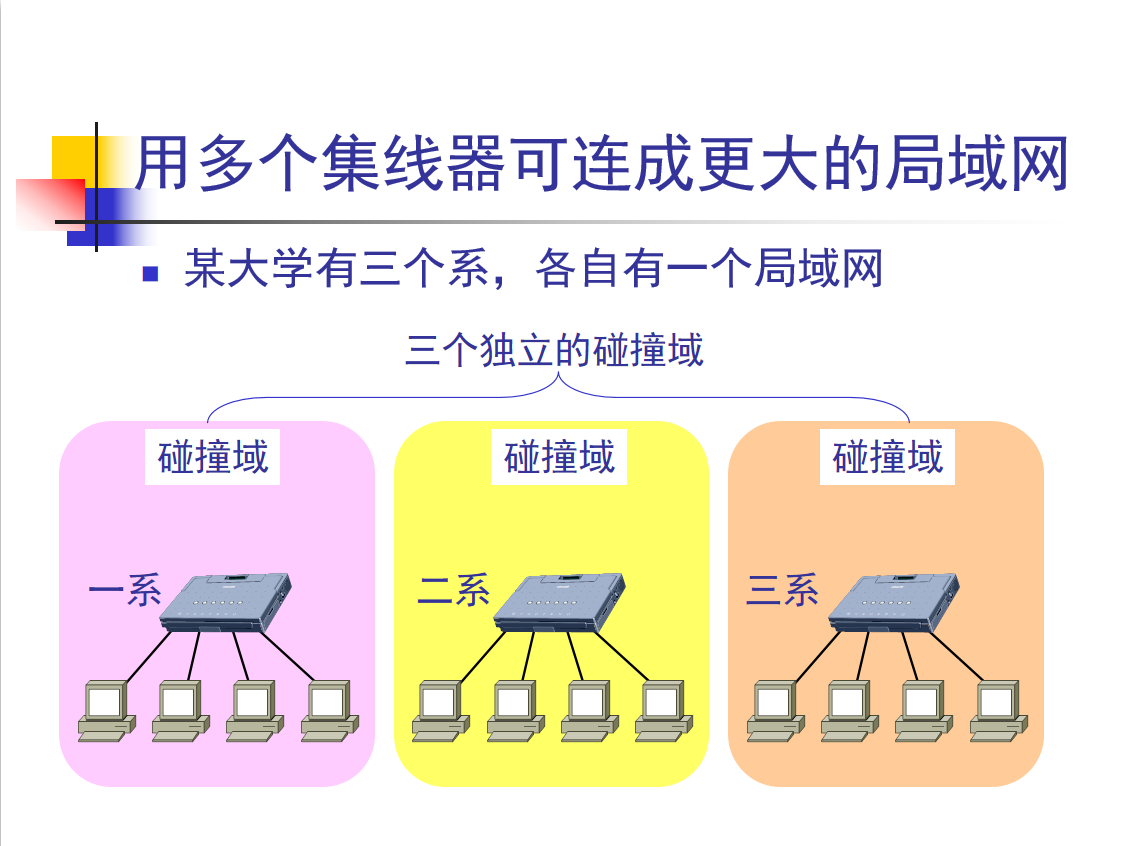 用多个集线器可连成更大的局域网
某大学有三个系，各自有一个局域网
三个独立的碰撞域
碰撞域
碰撞域
碰撞域
一系
二系
三系